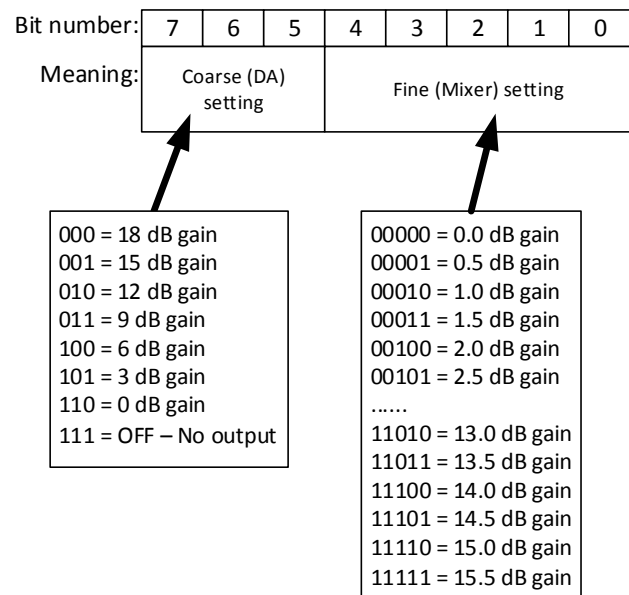 Bit number: 7 6 5 4 3 2 1 0
Meaning: Coarse (DA) setting Fine (Mixer) setting
000 = 18 dB gain
001 = 15 dB gain
010 = 12 dB gain
011 = 9 dB gain
100 = 6 dB gain
101 = 3 dB gain
110 = 0 dB gain
111 = OFF – No output
00000 = 0.0 dB gain
00001 = 0.5 dB gain
00010 = 1.0 dB gain
00011 = 1.5 dB gain
00100 = 2.0 dB gain
00101 = 2.5 dB gain
......
11010 = 13.0 dB gain
11011 = 13.5 dB gain
11100 = 14.0 dB gain
11101 = 14.5 dB gain
11110 = 15.0 dB gain
11111 = 15.5 dB gain